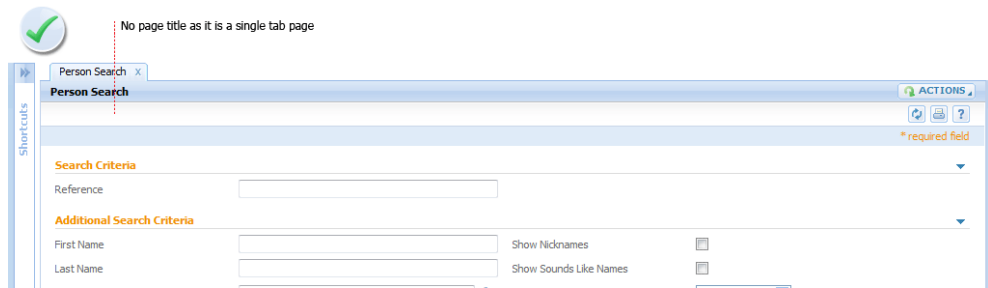 No page title as it is a single tab page
Person Search x
Person Search ACTIONS
?
* required field
Shortcuts
Search Criteria
Reference
Additional Search Criteria
First Name Show Nicknames
Last Name Show Sounds Like Names